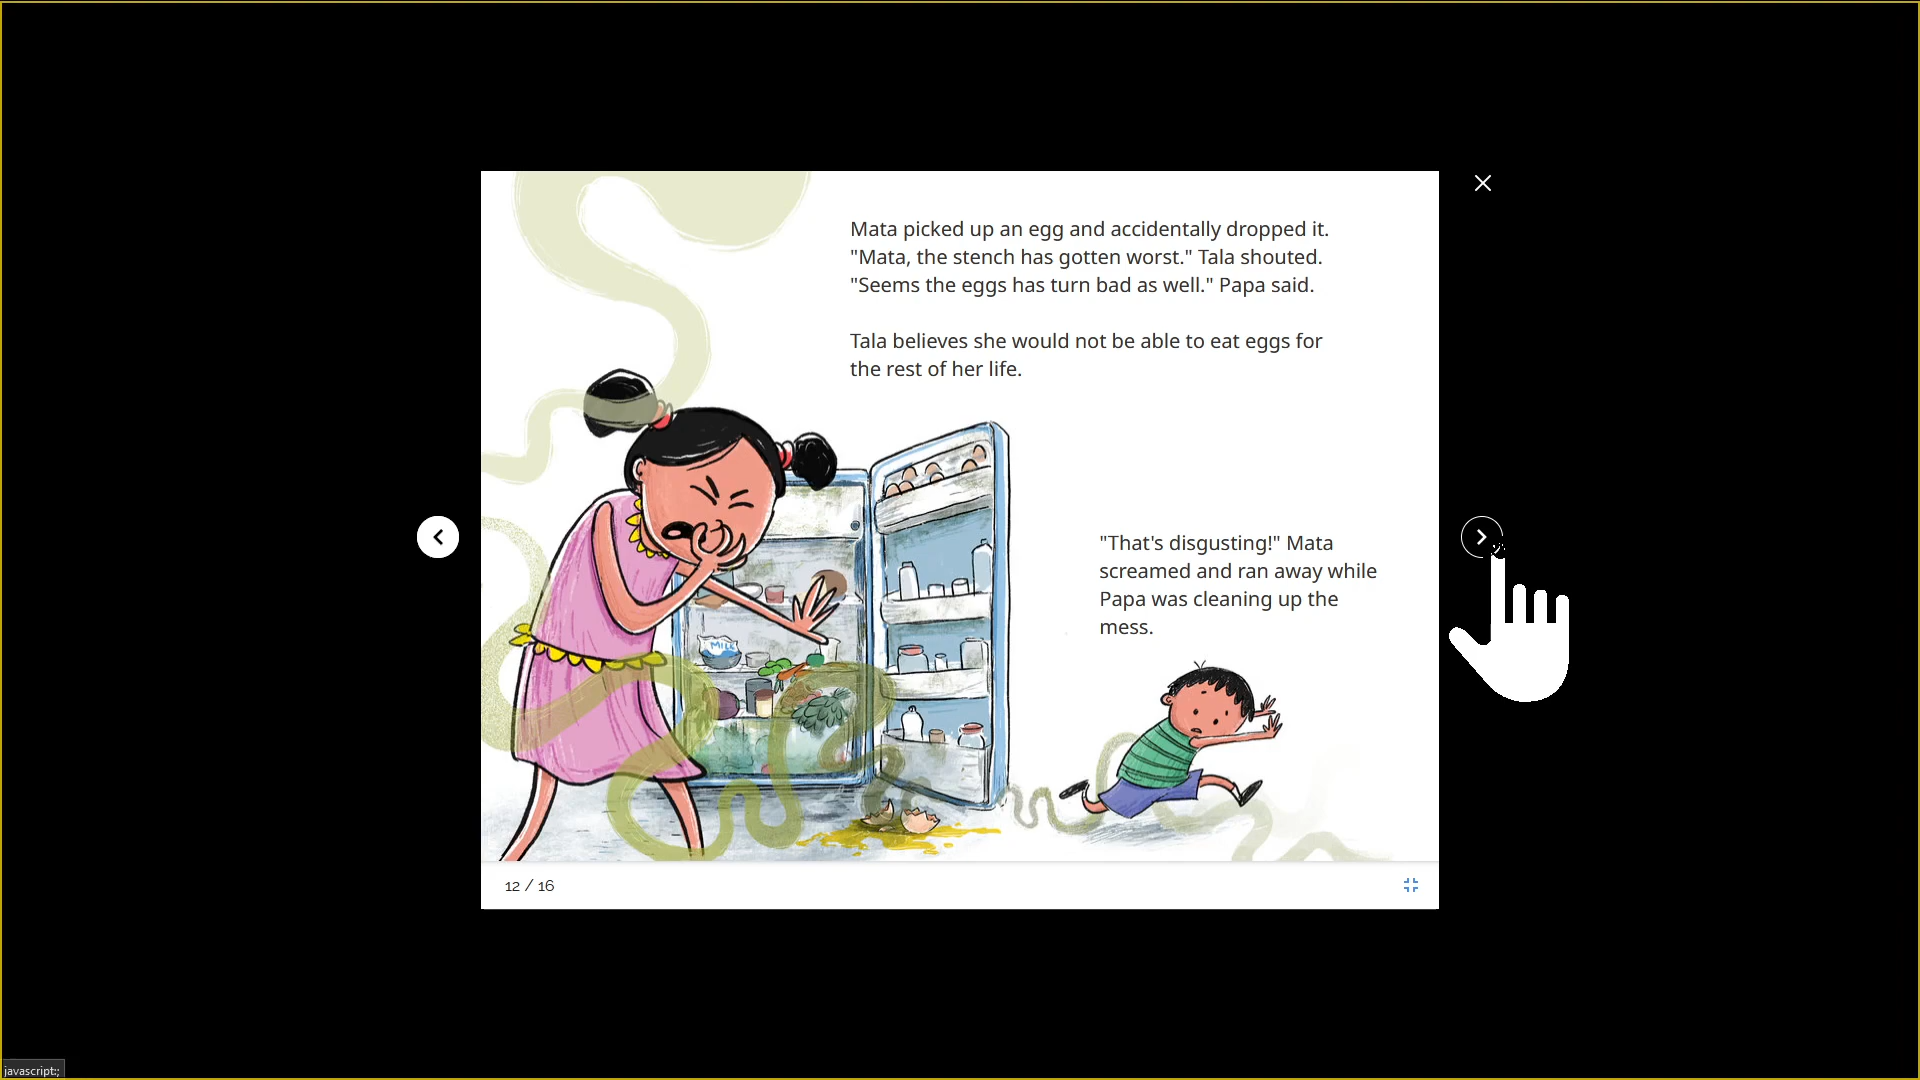 Mata picked up an egg and accidentally dropped it.
"Mata, the stench has gotten worst." Tala shouted.
"Seems the eggs has turn bad as well." Papa said.
Tala believes she would not be able to eat eggs for
the rest of her life.
"That's disgusting!" Mata
screamed and ran away while
Papa was cleaning up the
mess.
MILK
12 / 16
javascript:;